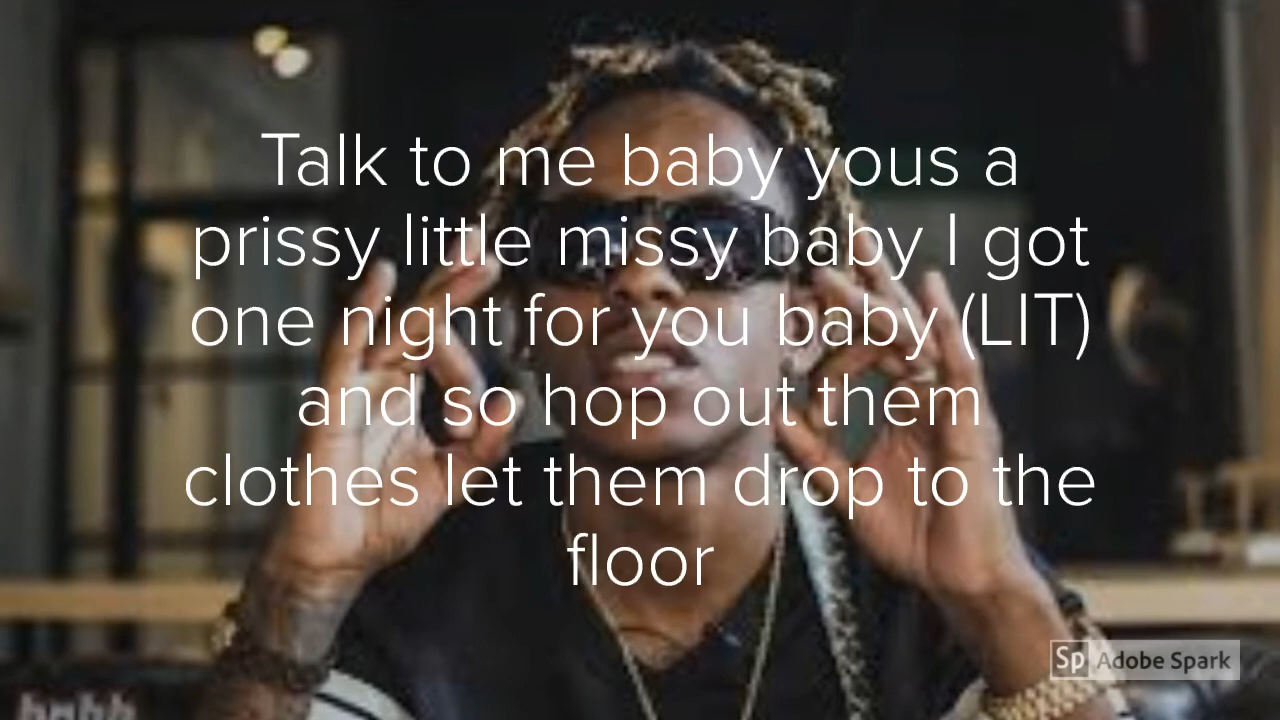 Talk to me baby yous a
prissy little missy baby I got
one night for you baby (LIT)
and so hop out them
clothes let them drop to the
floor
Sp Adobe Spark